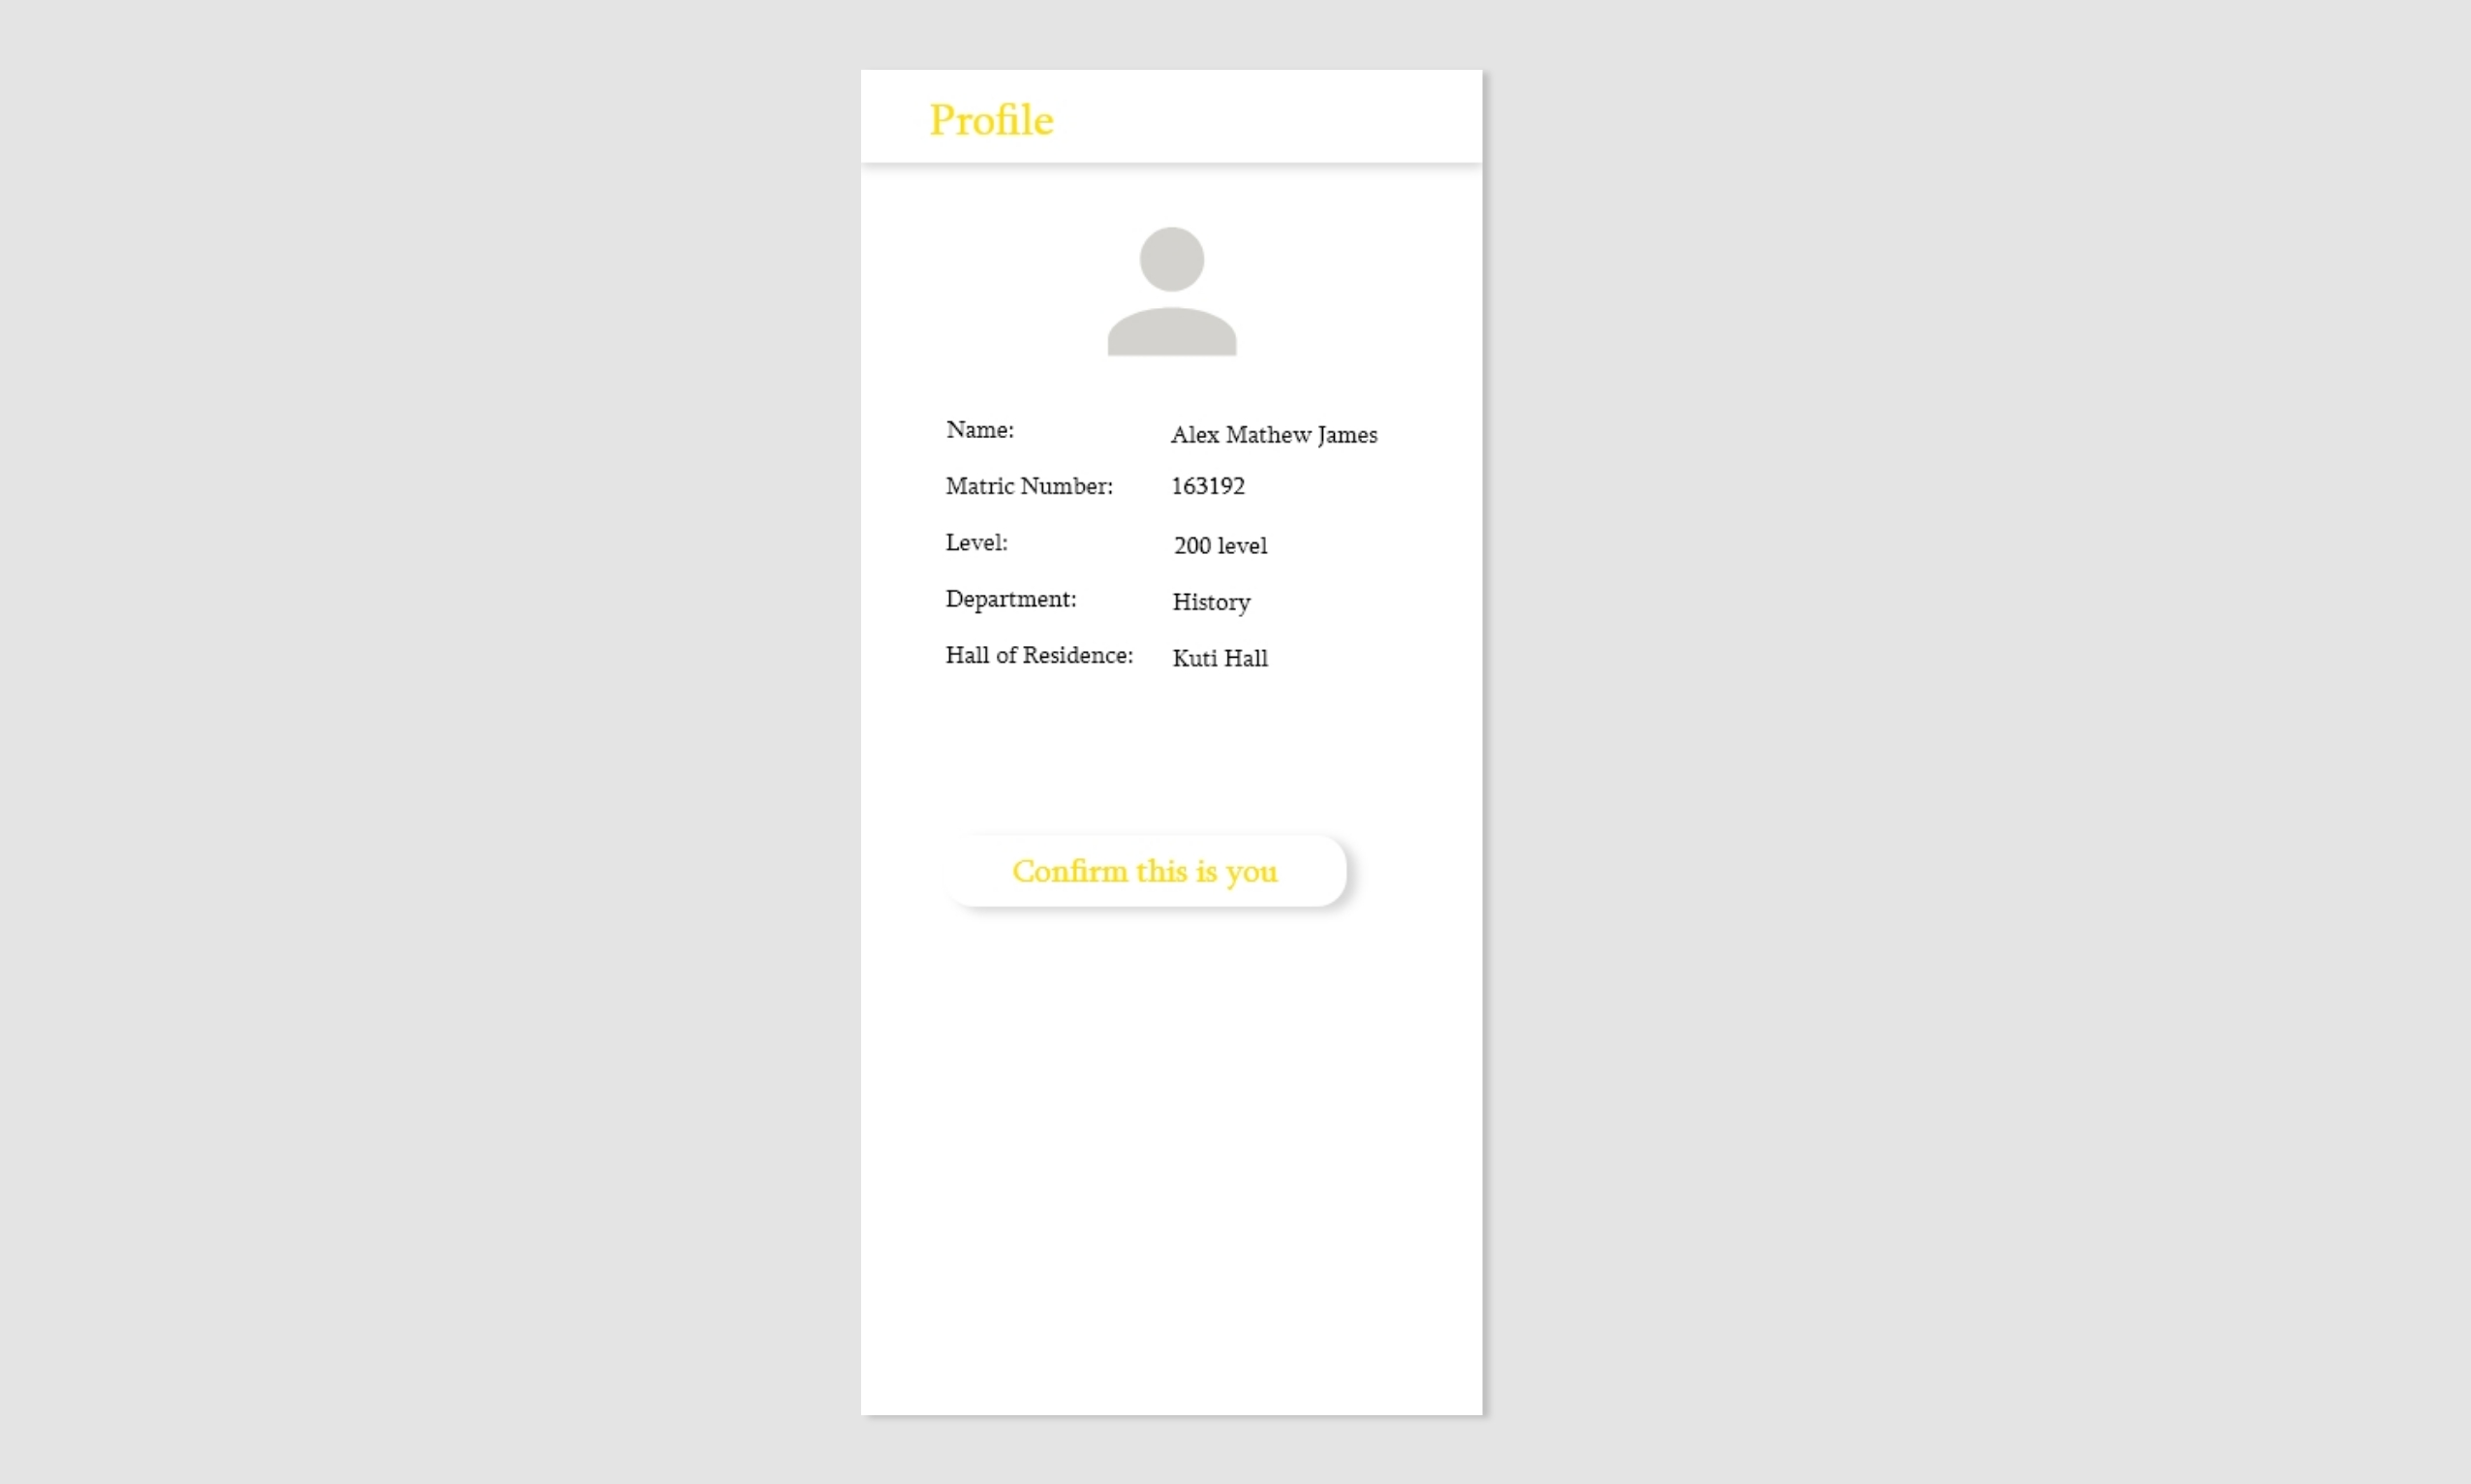 Profile
Name: Alex Mathew James
Matric Number: 163192
Level: 200 level
Department: History
Hall of Residence: Kuti Hall
Confirm this is you